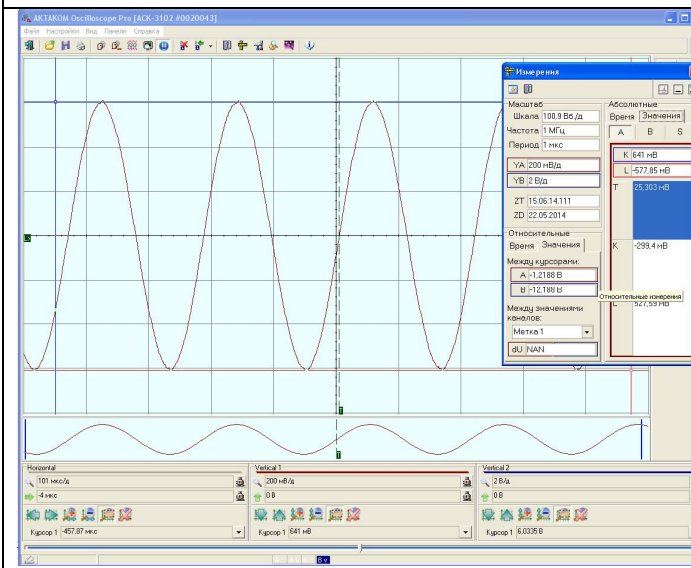 AKTAKOM Oscilloscope Pro [ACK-3102 #0020043]
Файл Настройки Вид Панели Справка
Измерения
Масштаб
Шкала 100,9 Вб./д
Частота 1 МГц
Период 1 мкс
YA 200 мВ/д
YB 2 В/д
ZT 15:06:14.111
ZD 22.05.2014
Относительные
Время Значения
Между курсорами:
A -1,2188 В
B -12,188 В
Между значениями
каналов:
Метка 1
dU NAN
Абсолютные
Время Значения
A B S
K 641 мВ
L -577,85 мВ
T 25,303 мВ
K -299,4 мВ
Относительные измерения
L 527,59 мВ
T
T
Horizontal
101 мкс/д
-4 мкс
Курсор 1 -457,87 мкс
Vertical 1
200 мВ/д
0 В
Курсор 1 641 мВ
Vertical 2
2 В/д
0 В
Курсор 1 6,0335 В